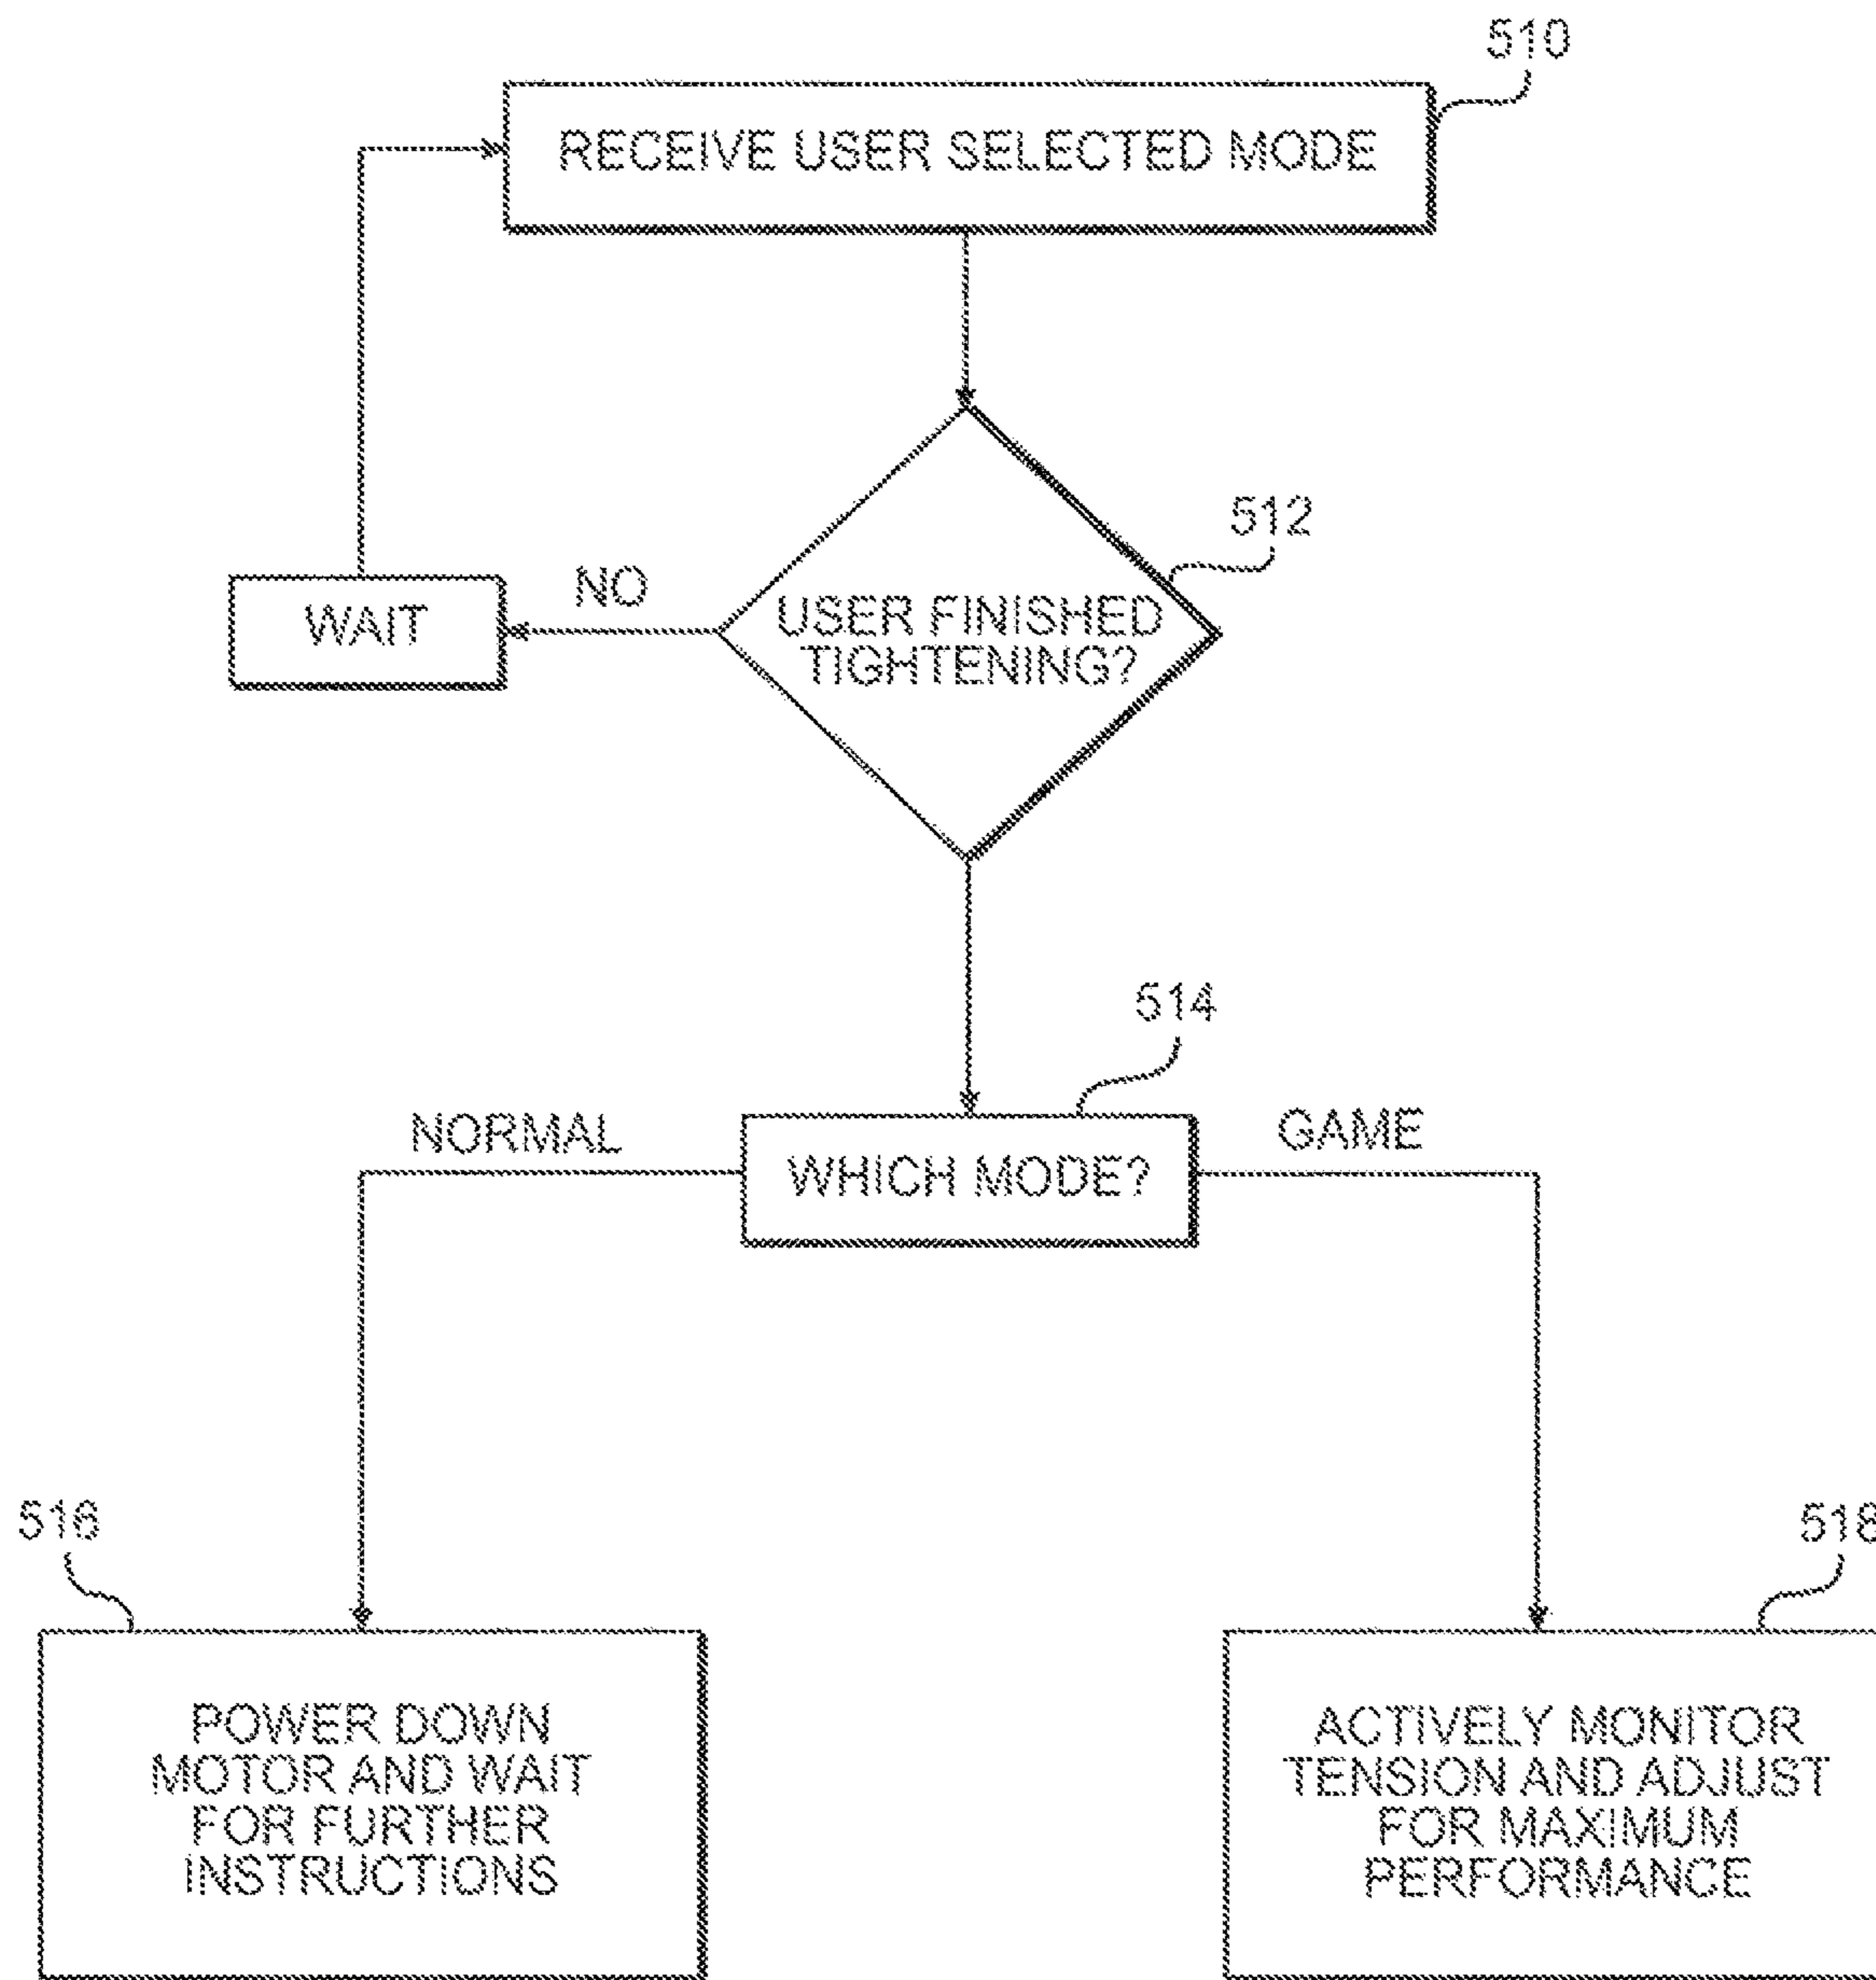 510
RECEIVE USER SELECTED MODE
512
NO
WAIT
USER FINISHED
TIGHTENING?
514
NORMAL
GAME
WHICH MODE?
516
518
POWER DOWN
MOTOR AND WAIT
FOR FURTHER
INSTRUCTIONS
ACTIVELY MONITOR
TENSION AND ADJUST
FOR MAXIMUM
PERFORMANCE